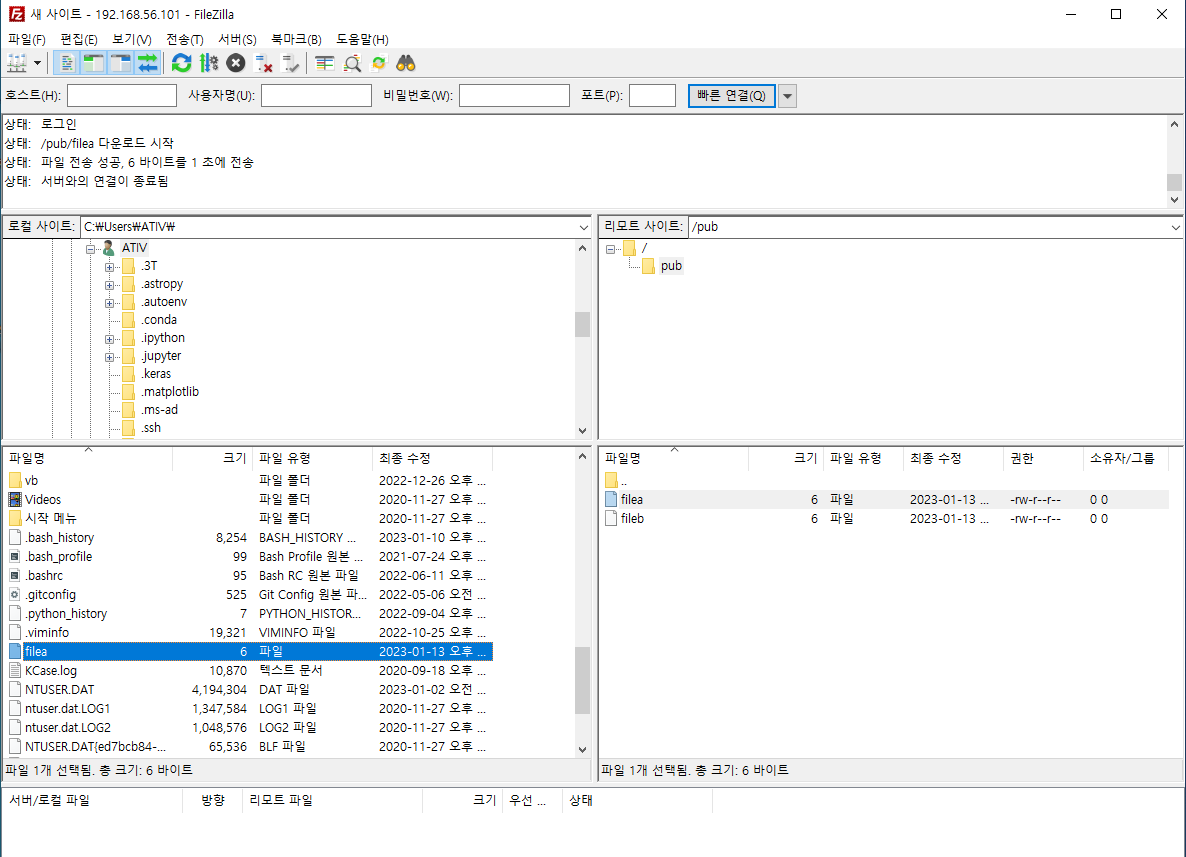 새 사이트 - 192.168.56.101 - FileZilla
파일(F) 편집(E) 보기(V) 전송(T) 서버(S) 북마크(B) 도움말(H)
호스트(H): 사용자명(U): 비밀번호(W): 포트(P): 빠른 연결(Q)
상태: 로그인
상태: /pub/filea 다운로드 시작
상태: 파일 전송 성공, 6 바이트를 1 초에 전송
상태: 서버와의 연결이 종료됨
로컬 사이트: C:₩Users₩ATIV₩
ATIV
.3T
.astropy
.autoenv
.conda
.ipython
.jupyter
.keras
.matplotlib
.ms-ad
.ssh
리모트 사이트: /pub
/
pub
파일명 크기 파일 유형 최종 수정
vb 파일 폴더 2022-12-26 오후 ...
Videos 파일 폴더 2020-11-27 오후 ...
시작 메뉴 파일 폴더 2020-11-27 오후 ...
.bash_history 8,254 BASH_HISTORY ... 2023-01-10 오후 ...
.bash_profile 99 Bash Profile 원본 ... 2021-07-24 오후 ...
.bashrc 95 Bash RC 원본 파일 2022-06-11 오후 ...
.gitconfig 525 Git Config 원본 파... 2022-05-06 오전 ...
.python_history 7 PYTHON_HISTOR... 2022-09-04 오후 ...
.viminfo 19,321 VIMINFO 파일 2022-10-25 오후 ...
filea 6 파일 2023-01-13 오후 ...
KCase.log 10,870 텍스트 문서 2020-09-18 오후 ...
NTUSER.DAT 4,194,304 DAT 파일 2023-01-02 오전 ...
ntuser.dat.LOG1 1,347,584 LOG1 파일 2020-11-27 오후 ...
ntuser.dat.LOG2 1,048,576 LOG2 파일 2020-11-27 오후 ...
NTUSER.DAT{ed7bcb84-... 65,536 BLF 파일 2020-11-27 오후 ...
파일 1개 선택됨. 총 크기: 6 바이트
파일명 크기 파일 유형 최종 수정 권한 소유자/그룹
..
filea 6 파일 2023-01-13 ... -rw-r--r-- 0 0
fileb 6 파일 2023-01-13 ... -rw-r--r-- 0 0
파일 1개 선택됨. 총 크기: 6 바이트
서버/로컬 파일 방향 리모트 파일 크기 우선 ... 상태